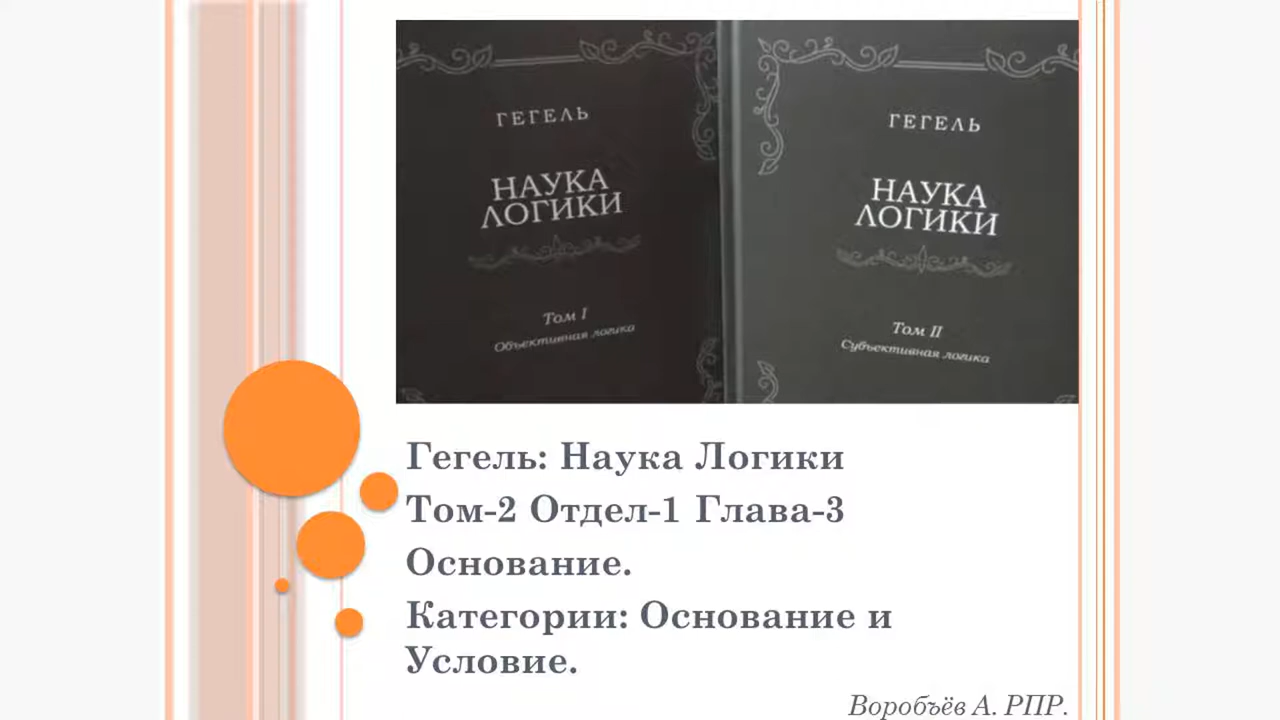 ГЕГЕЛЬ
НАУКА
ЛОГИКИ
Том I
Объективная логика
ГЕГЕЛЬ
НАУКА
ЛОГИКИ
Том II
Субъективная логика
Гегель: Наука Логики
Том-2 Отдел-1 Глава-3
Основание.
Категории: Основание и
Условие.
Воробъёв А. РПР.